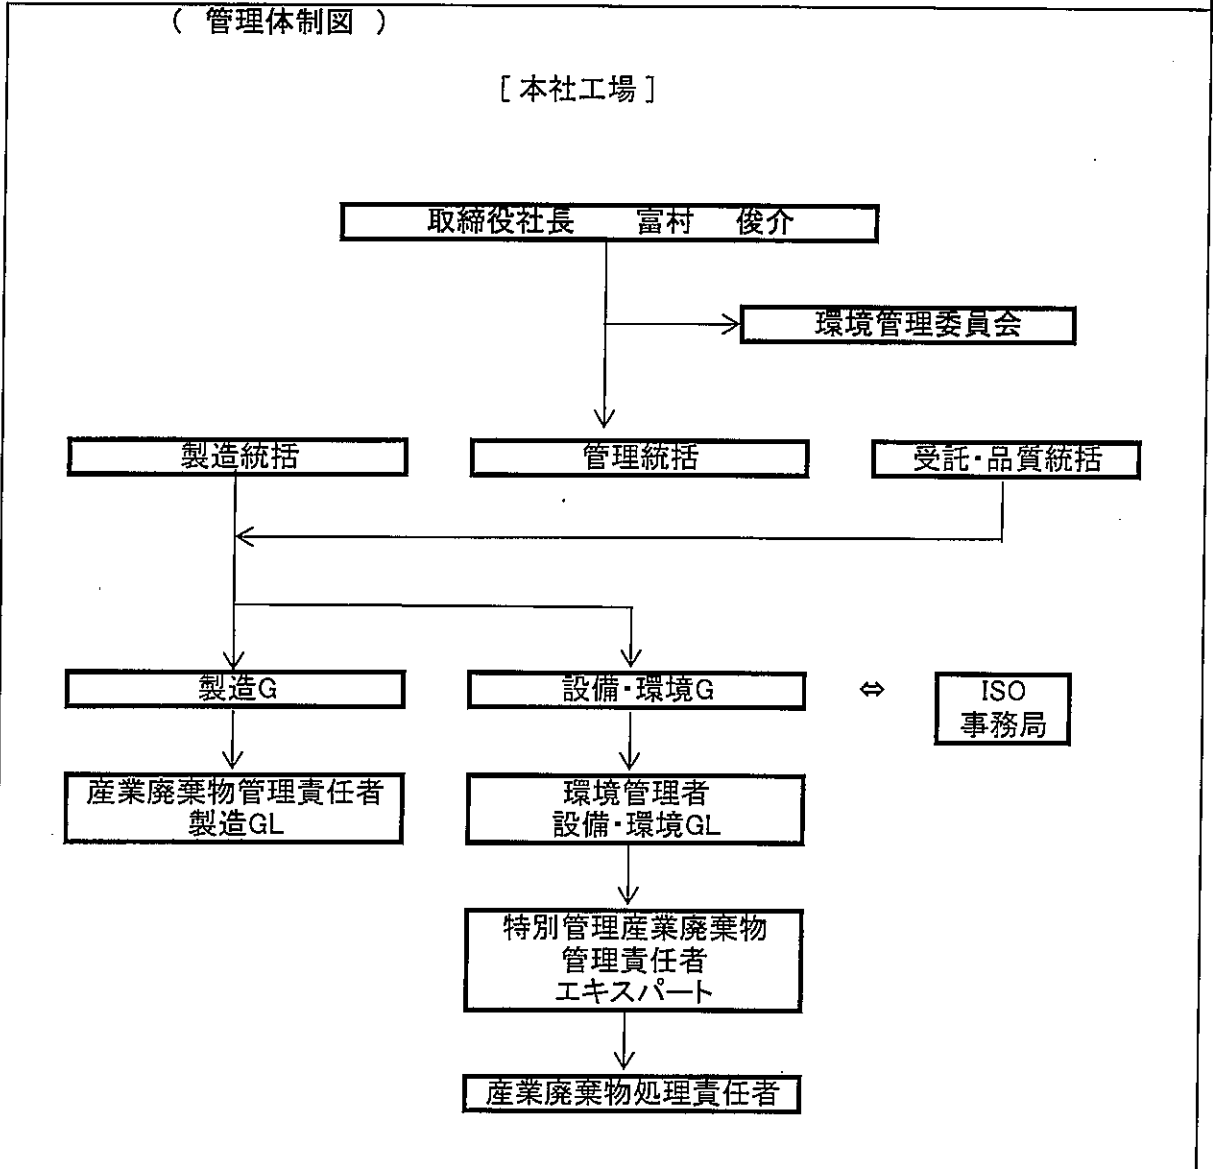 （ 管理体制図 ）
［本社工場］
取締役社長　富村　俊介
環境管理委員会
製造統括
管理統括
受託・品質統括
製造G
設備・環境G
⇔
ISO
事務局
産業廃棄物管理責任者
製造GL
環境管理者
設備・環境GL
特別管理産業廃棄物
管理責任者
エキスパート
産業廃棄物処理責任者